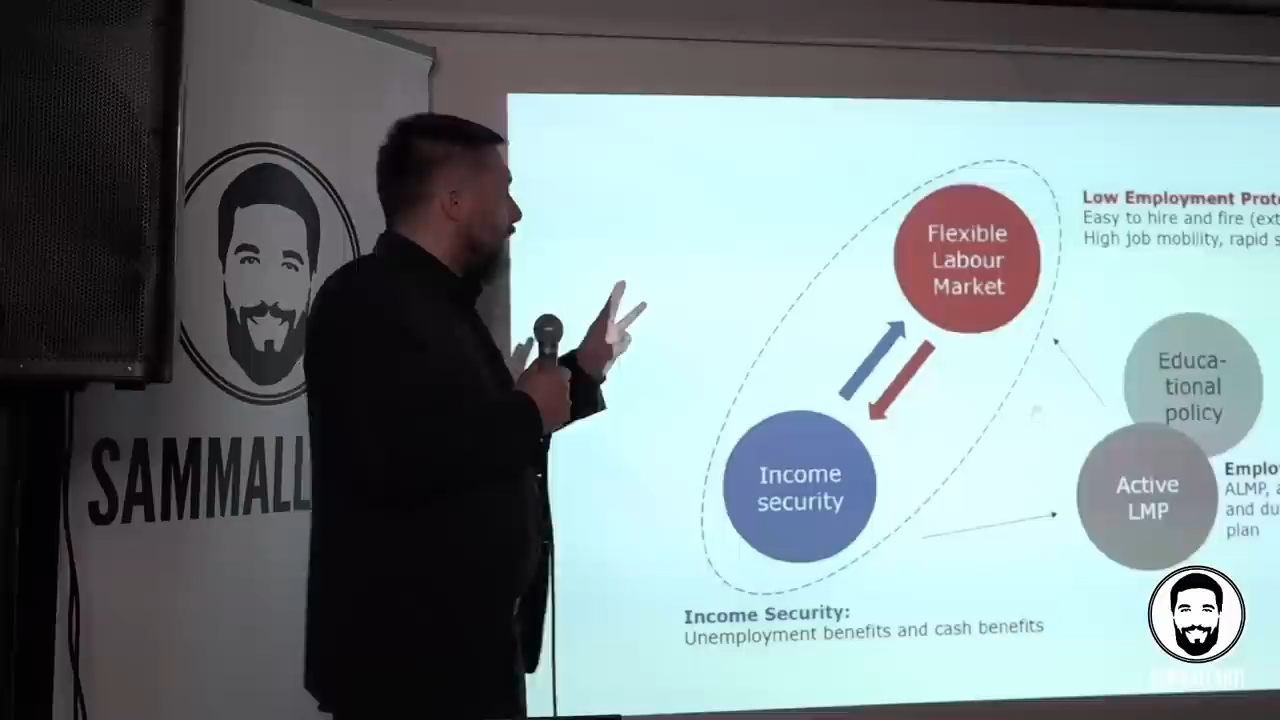 SAMMALL
Flexible
Labour
Market
Low Employment Prote
Easy to hire and fire (ext
High job mobility, rapid s
Educa-
tional
policy
Income
security
Active
LMP
Emplo
ALMP, a
and du
plan
Income Security:
Unemployment benefits and cash benefits